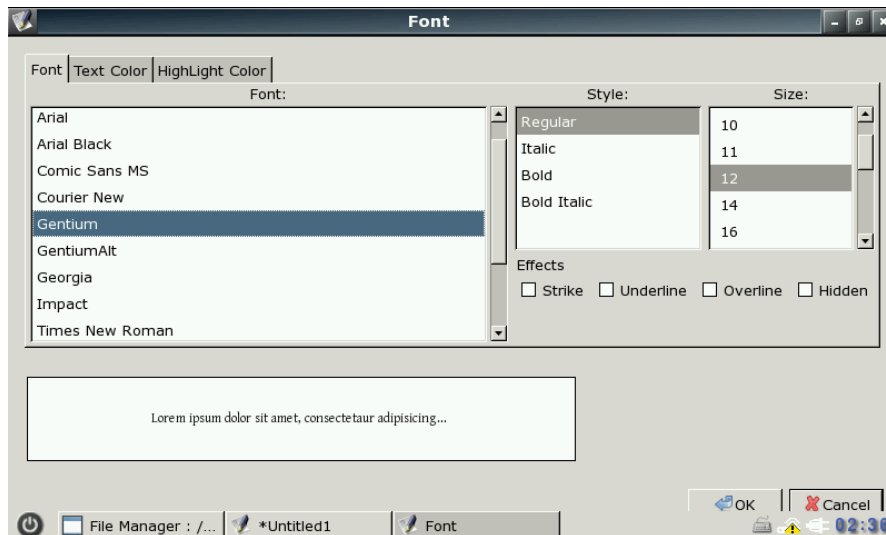 Font
Font Text Color HighLight Color
Font: Style: Size:
Arial
Arial Black
Comic Sans MS
Courier New
Gentium
GentiumAlt
Georgia
Impact
Times New Roman
Regular
Italic
Bold
Bold Italic
10
11
12
14
16
Effects
Strike Underline Overline Hidden
Lorem ipsum dolor sit amet, consectetaur adipisicing...
OK Cancel
File Manager : /... *Untitled1 Font